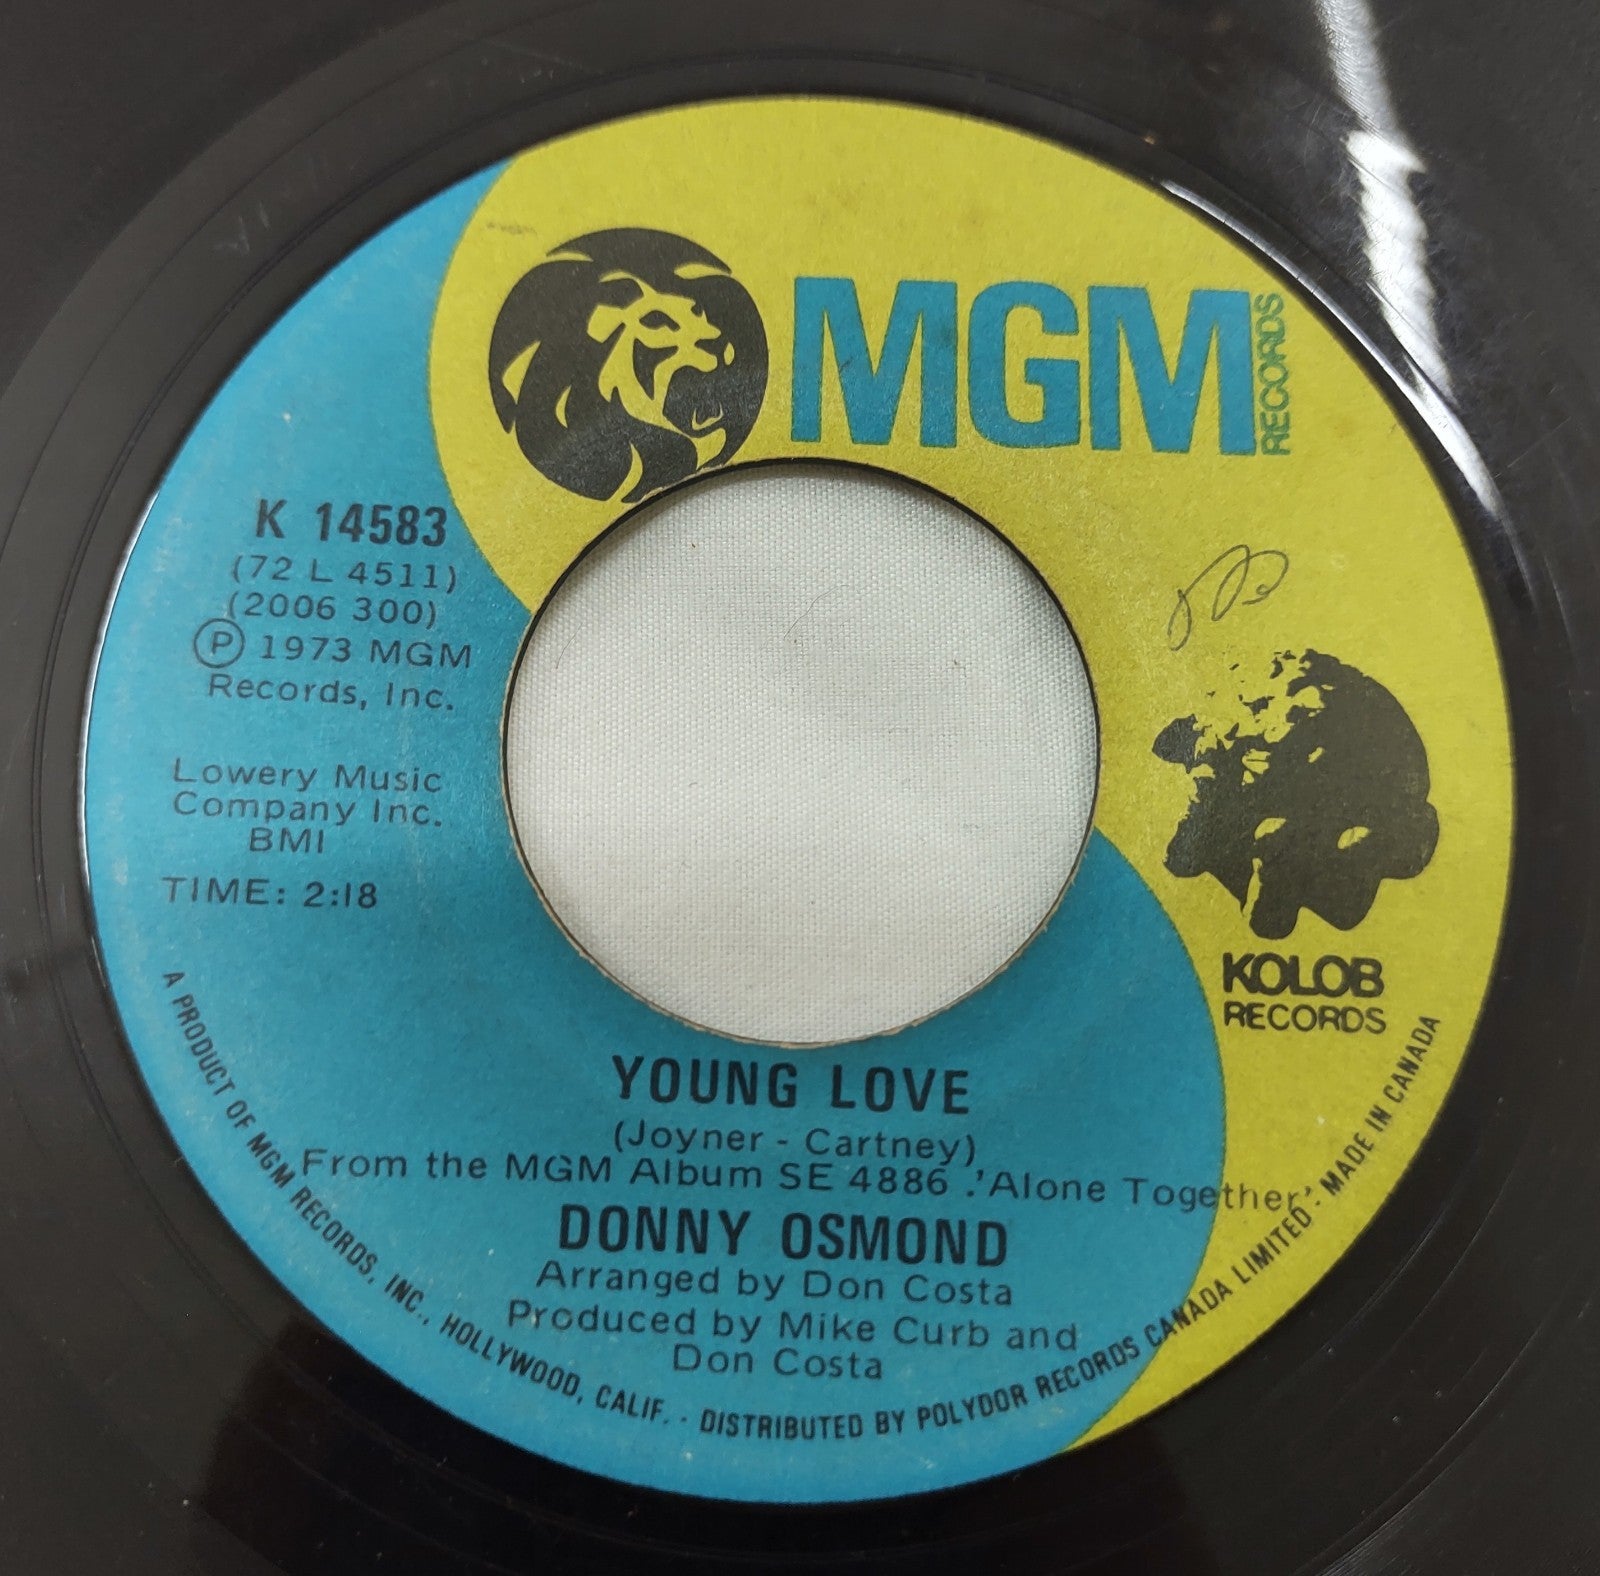 MGM
RECORDS
K 14583
(72 L 4511)
(2006 300)
Ⓟ 1973 MGM
Records, Inc.
Lowery Music
Company Inc.
BMI
TIME: 2:18
KOLOB
RECORDS
YOUNG LOVE
(Joyner - Cartney)
From the MGM Album SE 4886 .'Alone Together'
DONNY OSMOND
Arranged by Don Costa
Produced by Mike Curb and
Don Costa
A PRODUCT OF MGM RECORDS, INC., HOLLYWOOD, CALIF. · DISTRIBUTED BY POLYDOR RECORDS CANADA LIMITED · MADE IN CANADA